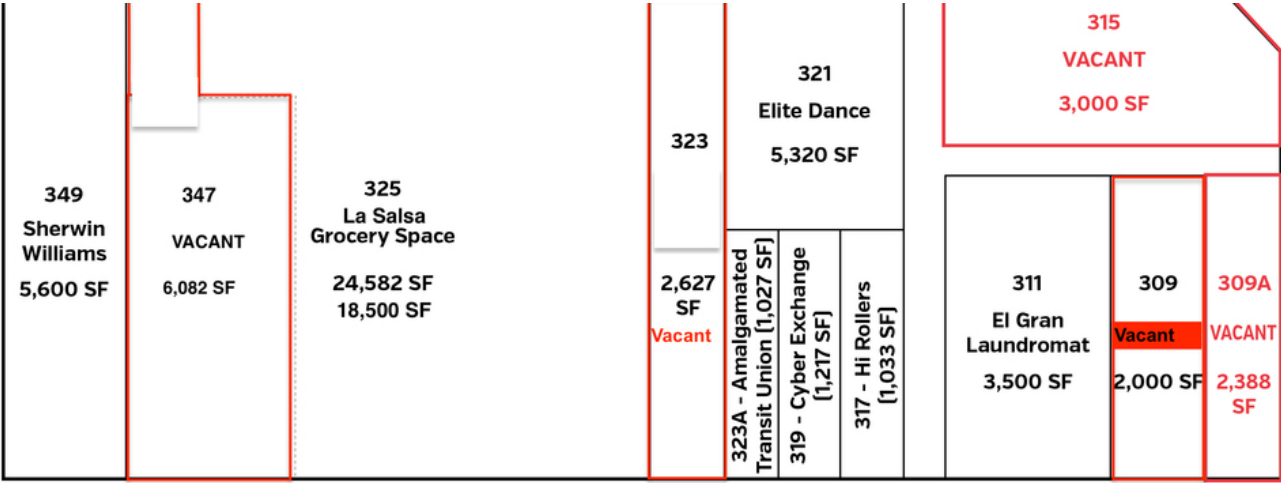 349
Sherwin
Williams
5,600 SF
347
VACANT
6,082 SF
325
La Salsa
Grocery Space
24,582 SF
18,500 SF
323
2,627
SF
Vacant
321
Elite Dance
5,320 SF
323A - Amalgamated
Transit Union (1,027 SF)
319 - Cyber Exchange
(1,217 SF)
317 - Hi Rollers
(1,033 SF)
315
VACANT
3,000 SF
311
El Gran
Laundromat
3,500 SF
309
Vacant
2,000 SF
309A
VACANT
2,388
SF